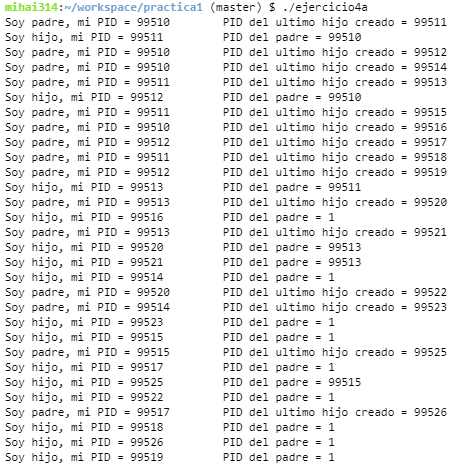 mihai314:~/workspace/practica1 (master) $ ./ejercicio4a
Soy padre, mi PID = 99510 PID del ultimo hijo creado = 99511
Soy hijo, mi PID = 99511 PID del padre = 99510
Soy padre, mi PID = 99510 PID del ultimo hijo creado = 99512
Soy padre, mi PID = 99510 PID del ultimo hijo creado = 99514
Soy padre, mi PID = 99511 PID del ultimo hijo creado = 99513
Soy hijo, mi PID = 99512 PID del padre = 99510
Soy padre, mi PID = 99511 PID del ultimo hijo creado = 99515
Soy padre, mi PID = 99510 PID del ultimo hijo creado = 99516
Soy padre, mi PID = 99512 PID del ultimo hijo creado = 99517
Soy padre, mi PID = 99511 PID del ultimo hijo creado = 99518
Soy padre, mi PID = 99512 PID del ultimo hijo creado = 99519
Soy hijo, mi PID = 99513 PID del padre = 99511
Soy padre, mi PID = 99513 PID del ultimo hijo creado = 99520
Soy hijo, mi PID = 99516 PID del padre = 1
Soy padre, mi PID = 99513 PID del ultimo hijo creado = 99521
Soy hijo, mi PID = 99520 PID del padre = 99513
Soy hijo, mi PID = 99521 PID del padre = 99513
Soy hijo, mi PID = 99514 PID del padre = 1
Soy padre, mi PID = 99520 PID del ultimo hijo creado = 99522
Soy padre, mi PID = 99514 PID del ultimo hijo creado = 99523
Soy hijo, mi PID = 99523 PID del padre = 1
Soy hijo, mi PID = 99515 PID del padre = 1
Soy padre, mi PID = 99515 PID del ultimo hijo creado = 99525
Soy hijo, mi PID = 99517 PID del padre = 1
Soy hijo, mi PID = 99525 PID del padre = 99515
Soy hijo, mi PID = 99522 PID del padre = 1
Soy padre, mi PID = 99517 PID del ultimo hijo creado = 99526
Soy hijo, mi PID = 99518 PID del padre = 1
Soy hijo, mi PID = 99526 PID del padre = 1
Soy hijo, mi PID = 99519 PID del padre = 1